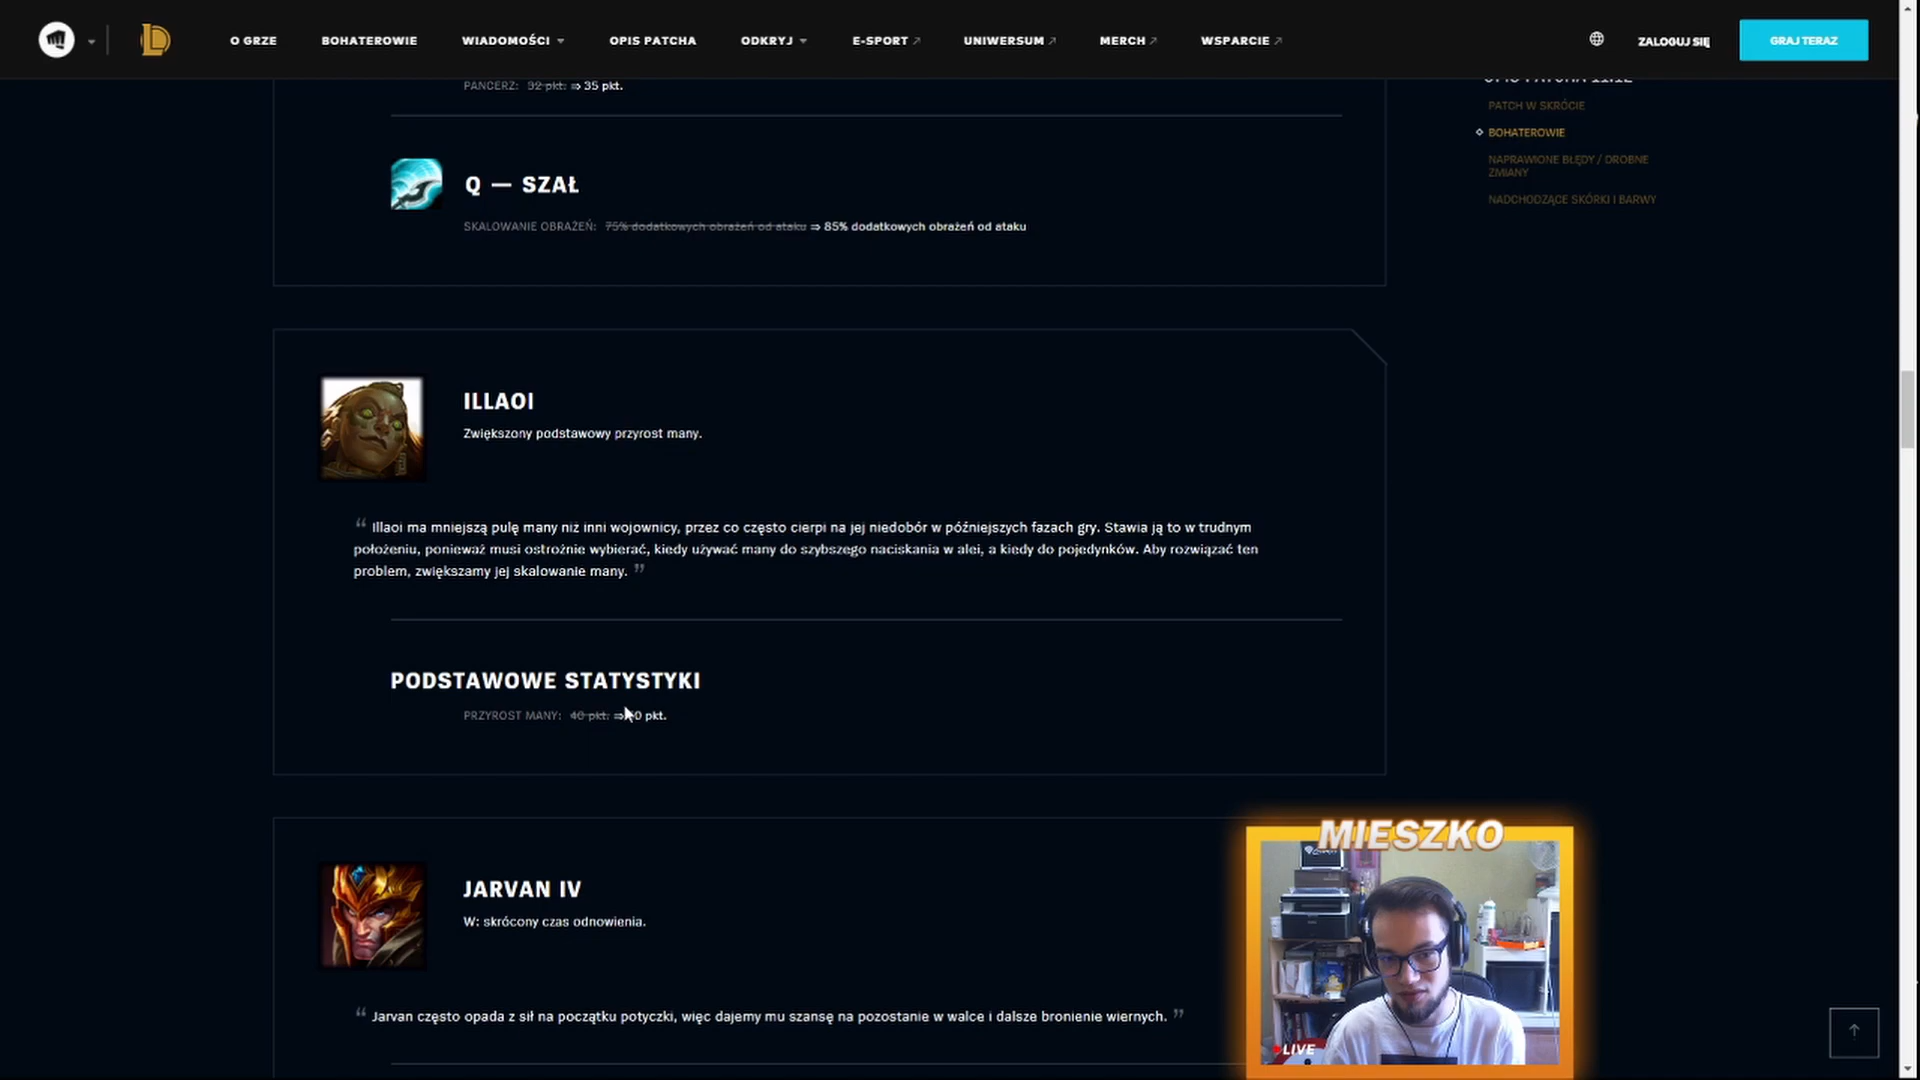 O GRZE BOHATEROWIE WIADOMOŚCI OPIS PATCHA ODKRYJ E-SPORT UNIWERSUM MERCH WSPARCIE ZALOGUJ SIĘ GRAJ TERAZ
PANCERZ: 32 pkt. ⇒ 35 pkt.
Q — SZAŁ
SKALOWANIE OBRAŻEŃ: 75% dodatkowych obrażeń od ataku ⇒ 85% dodatkowych obrażeń od ataku
ILLAOI
Zwiększony podstawowy przyrost many.
“ Illaoi ma mniejszą pulę many niż inni wojownicy, przez co często cierpi na jej niedobór w późniejszych fazach gry. Stawia ją to w trudnym
położeniu, ponieważ musi ostrożnie wybierać, kiedy używać many do szybszego naciskania w alei, a kiedy do pojedynków. Aby rozwiązać ten
problem, zwiększamy jej skalowanie many. ”
PODSTAWOWE STATYSTYKI
PRZYROST MANY: 40 pkt. ⇒ pkt.
JARVAN IV
W: skrócony czas odnowienia.
“ Jarvan często opada z sił na początku potyczki, więc dajemy mu szansę na pozostanie w walce i dalsze bronienie wiernych. ”
OPIS PATCHA 11.12
PATCH W SKRÓCIE
BOHATEROWIE
NAPRAWIONE BŁĘDY / DROBNE
ZMIANY
NADCHODZĄCE SKÓRKI I BARWY
MIESZKO
LIVE